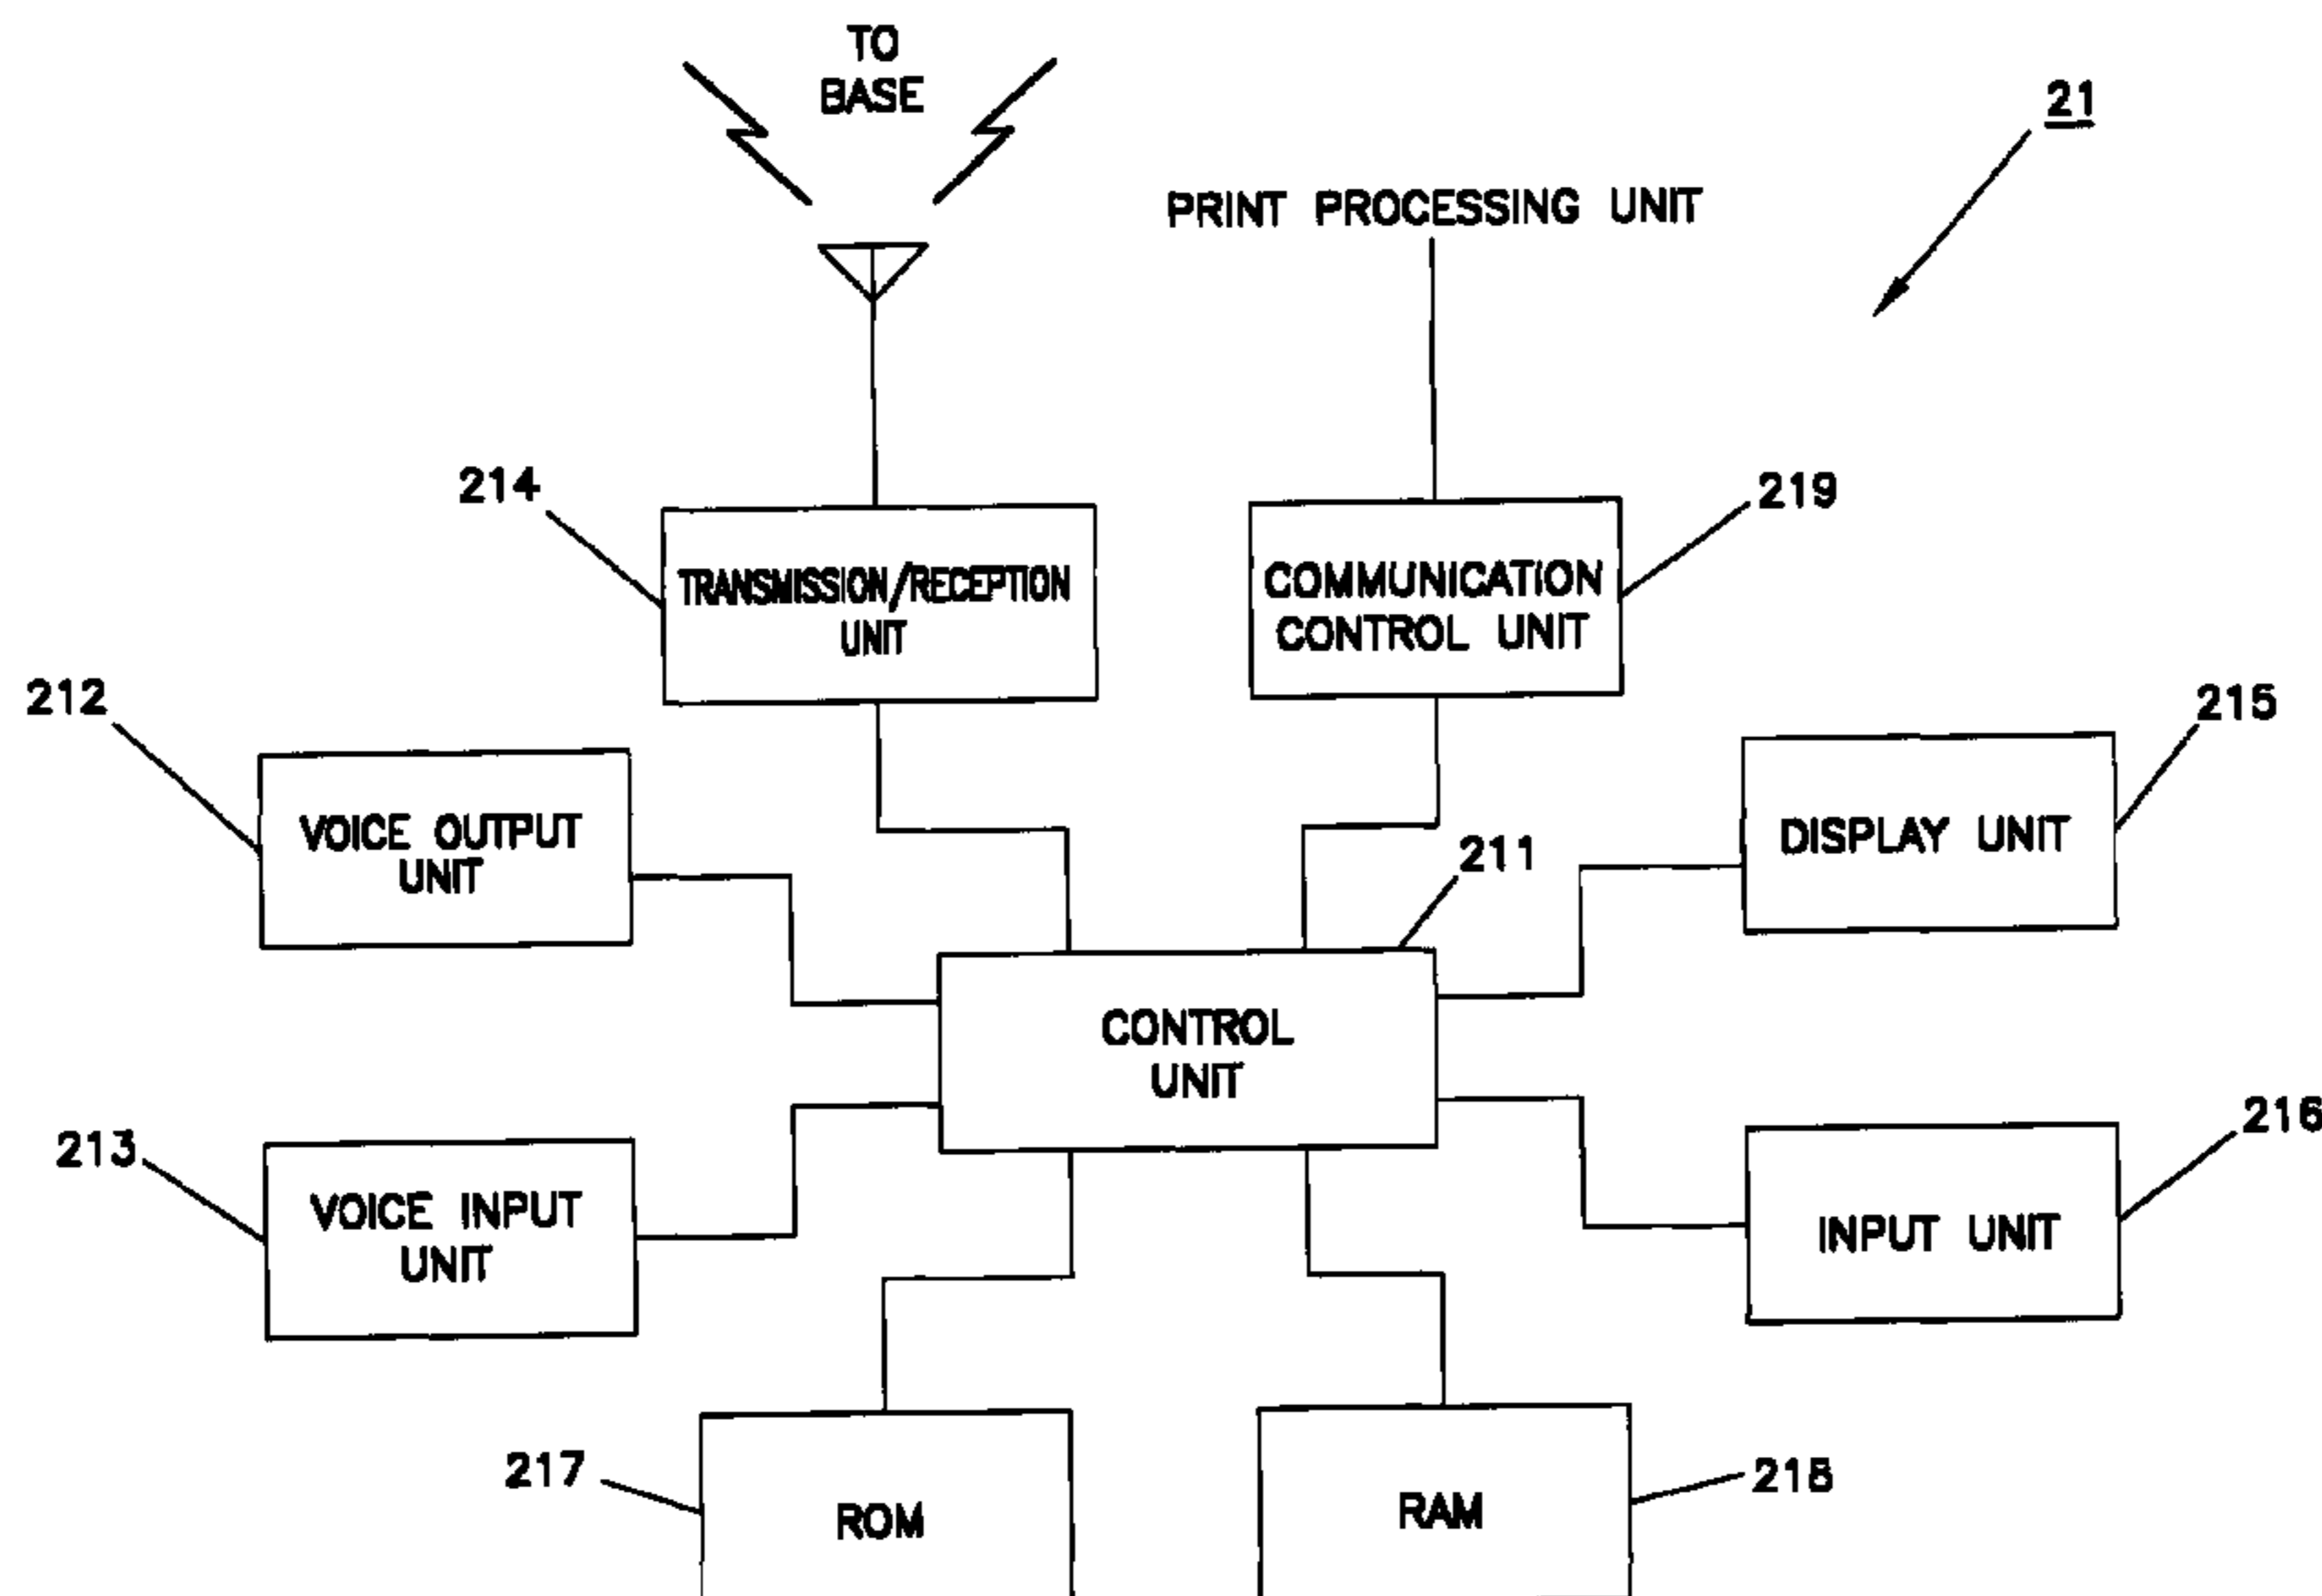 TO
BASE
21
PRINT PROCESSING UNIT
214
219
TRANSMISSION/RECEPTION
UNIT
COMMUNICATION
CONTROL UNIT
212
215
VOICE OUTPUT
UNIT
DISPLAY UNIT
211
CONTROL
UNIT
213
216
VOICE INPUT
UNIT
INPUT UNIT
217
ROM
RAM
218